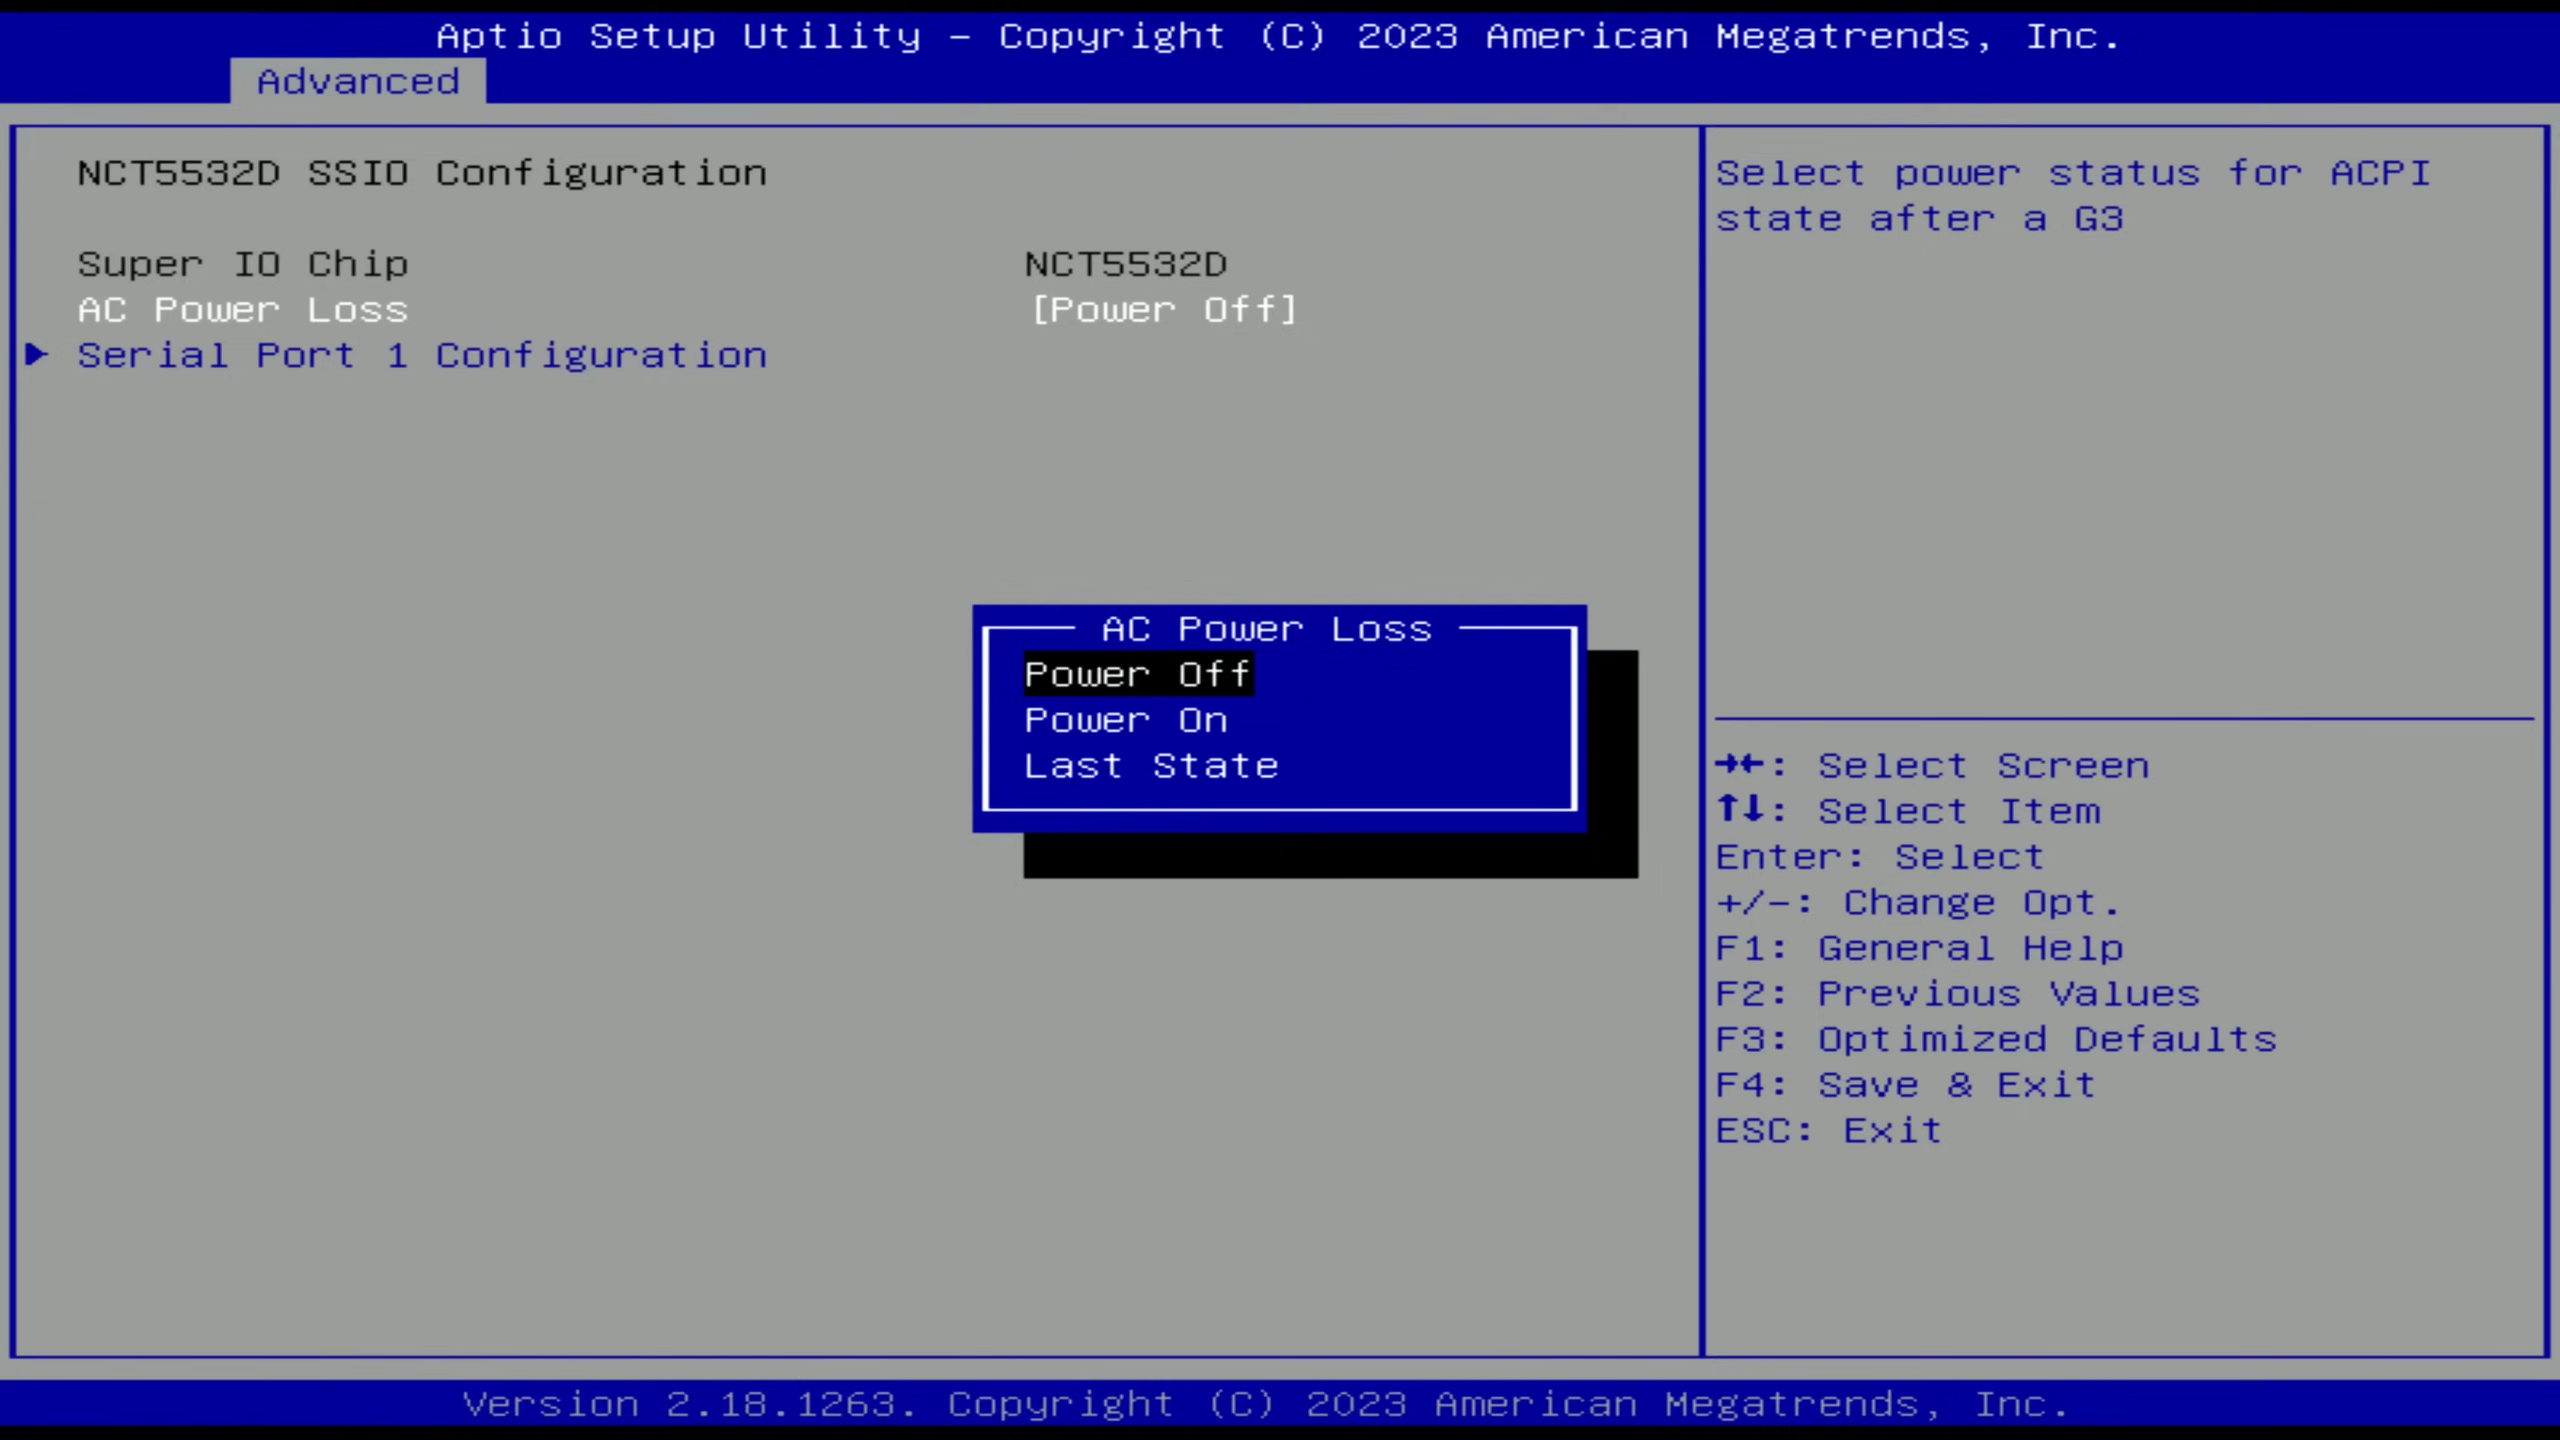 Aptio Setup Utility – Copyright (C) 2023 American Megatrends, Inc.
Advanced
NCT5532D SSIO Configuration
Super IO Chip NCT5532D
AC Power Loss [Power Off]
Serial Port 1 Configuration
AC Power Loss
Power Off
Power On
Last State
Select power status for ACPI
state after a G3
→←: Select Screen
↑↓: Select Item
Enter: Select
+/-: Change Opt.
F1: General Help
F2: Previous Values
F3: Optimized Defaults
F4: Save & Exit
ESC: Exit
Version 2.18.1263. Copyright (C) 2023 American Megatrends, Inc.